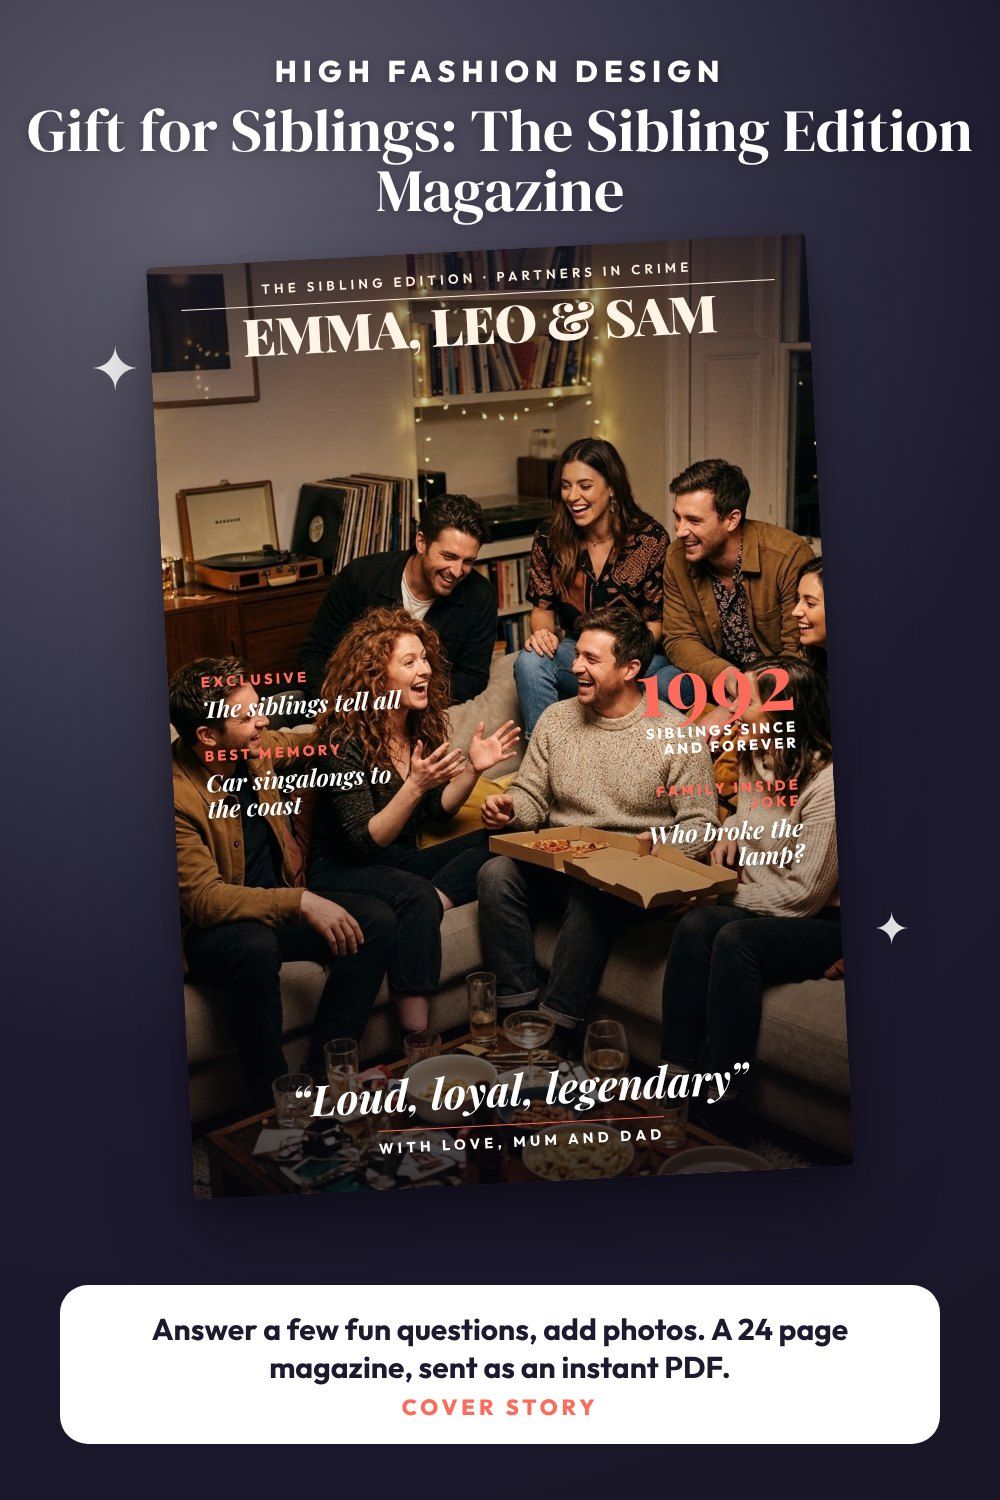 HIGH FASHION DESIGN
Gift for Siblings: The Sibling Edition
Magazine
THE SIBLING EDITION · PARTNERS IN CRIME
EMMA, LEO & SAM
EXCLUSIVE
The siblings tell all
BEST MEMORY
Car singalongs to
the coast
1992
SIBLINGS SINCE
AND FOREVER
FAMILY INSIDE
JOKE
Who broke the
lamp?
“Loud, loyal, legendary”
WITH LOVE, MUM AND DAD
Answer a few fun questions, add photos. A 24 page
magazine, sent as an instant PDF.
COVER STORY